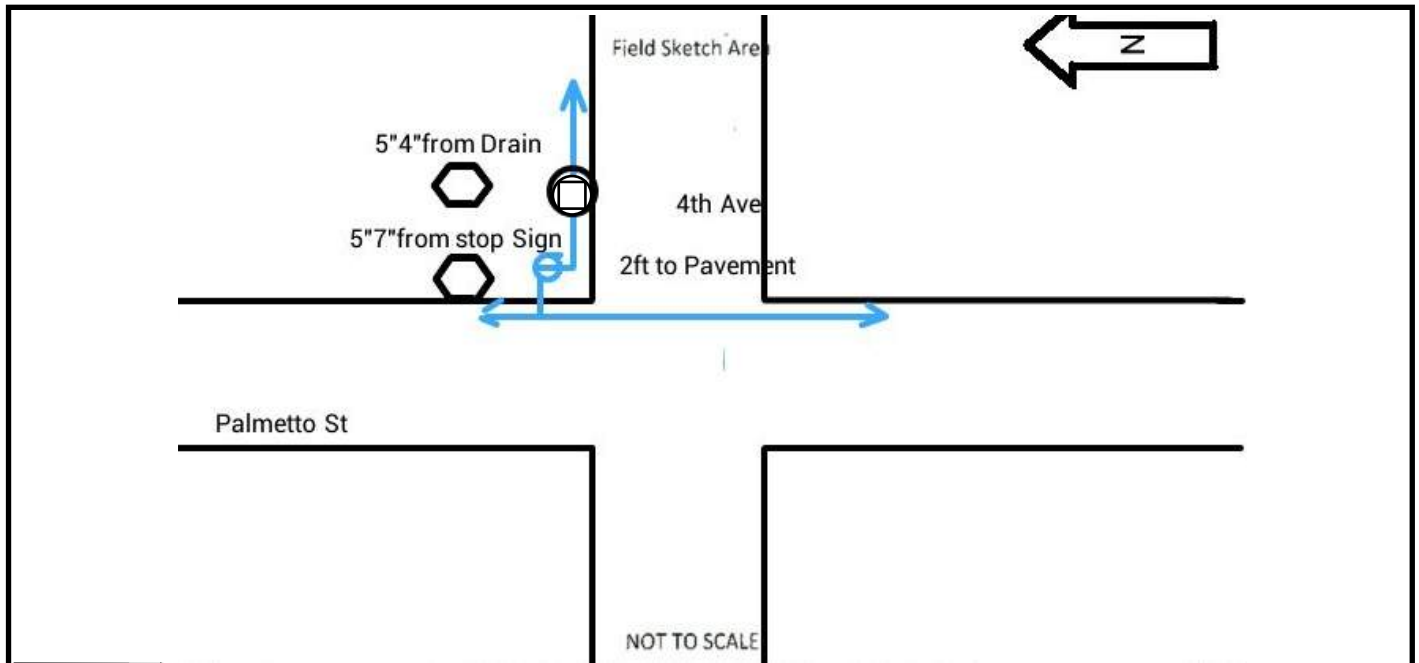 Field Sketch Area
N
5"4"from Drain
4th Ave
5"7"from stop Sign
2ft to Pavement
Palmetto St
NOT TO SCALE